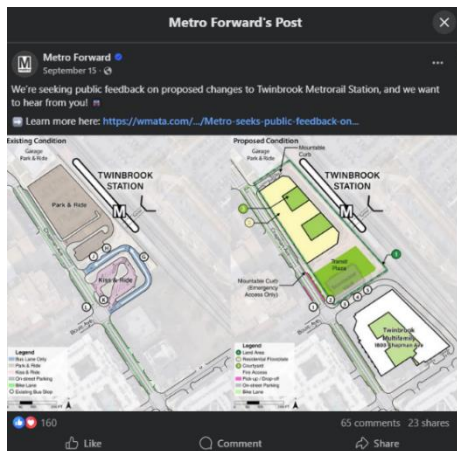 Metro Forward's Post
Metro Forward
September 15 ·
We're seeking public feedback on proposed changes to Twinbrook Metrorail Station, and we want
to hear from you!
Learn more here: https://wmata.com/.../Metro-seeks-public-feedback-on...
Existing Condition
Garage
Park & Ride
TWINBROOK
STATION
M
Park & Ride
Kiss & Ride
Legend
Bus Lane Only
Park & Ride
Kiss & Ride
On-street Parking
Bike Lane
Existing Bus Stop
Proposed Condition
Garage
Park & Ride
Mountable
Curb
TWINBROOK
STATION
M
Transit
Plaza
Mountable Curb
(Emergency
Access Only)
Twinbrook
Multifamily
1800 Chapman Ave
Legend
Land Area
Residential Floorplate
Courtyard
Fire Access
Pick-up / Drop-off
On-street Parking
Bike Lane
160
65 comments 23 shares
Like
Comment
Share